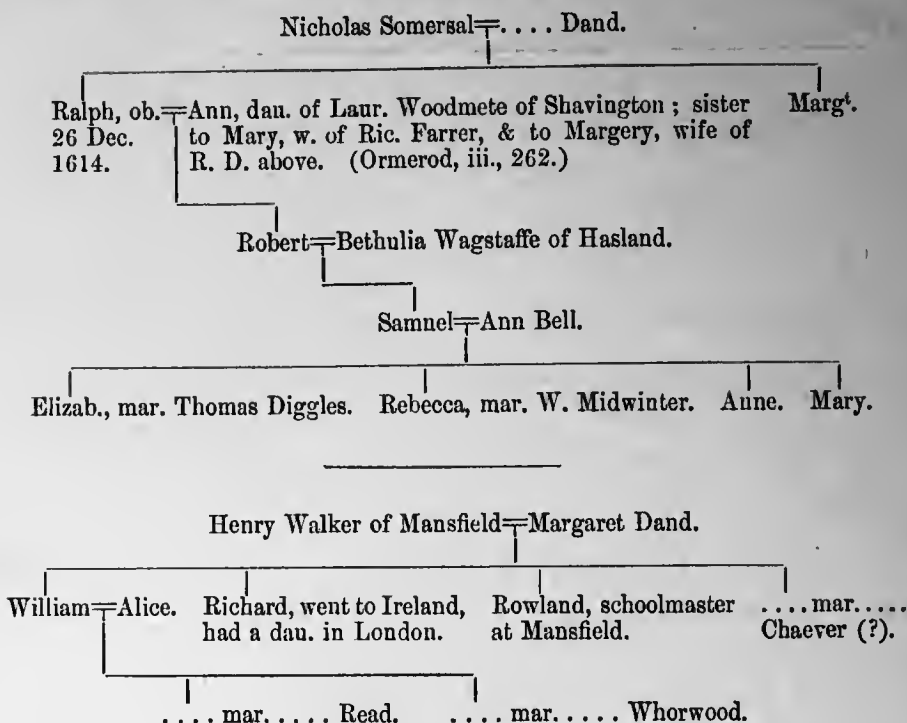 Nicholas Somersal=. . . . Dand.
Ralph, ob.=Ann, dau. of Laur. Woodmete of Shavington ; sister Margt.
26 Dec. to Mary, w. of Ric. Farrer, & to Margery, wife of
1614. R. D. above. (Ormerod, iii., 262.)
Robert=Bethulia Wagstaffe of Hasland.
Samnel=Ann Bell.
Elizab., mar. Thomas Diggles. Rebecca, mar. W. Midwinter. Aune. Mary.
Henry Walker of Mansfield=Margaret Dand.
William=Alice. Richard, went to Ireland, Rowland, schoolmaster . . . . mar. . . . .
had a dau. in London. at Mansfield. Chaever (?).
. . . . mar. . . . . Read. . . . . mar. . . . . Whorwood.